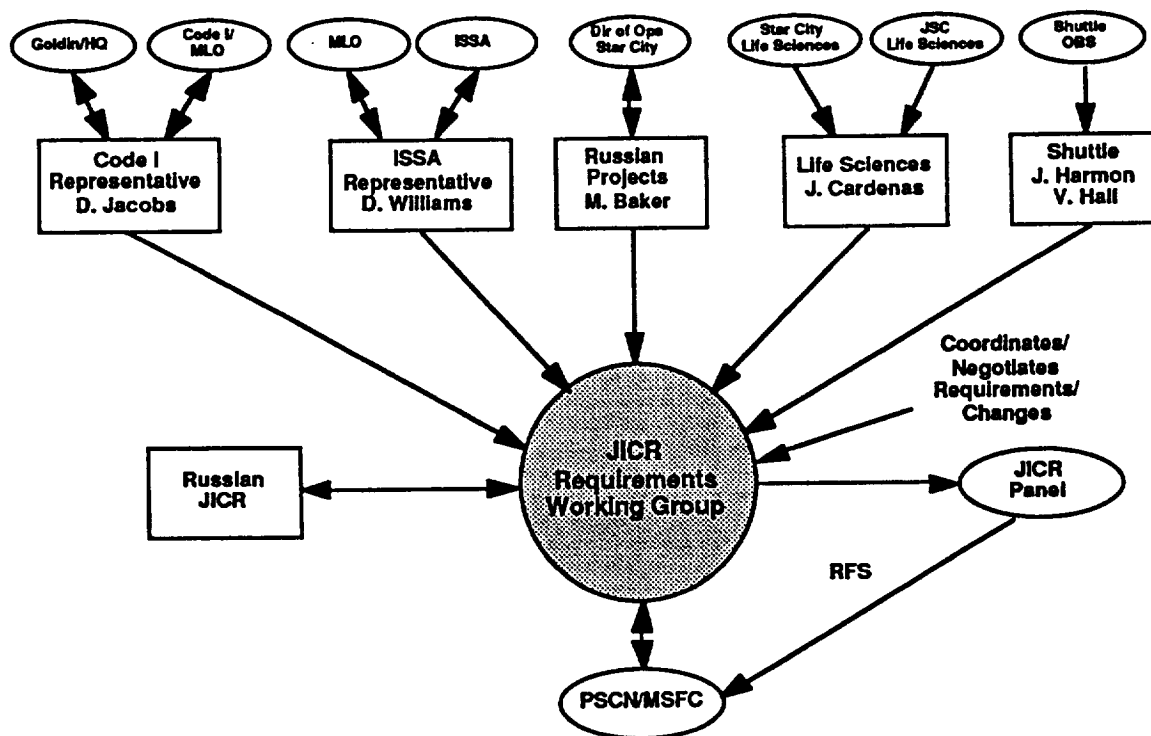 Goldin/HQ
Code I/
MLO
MLO
ISSA
Dir of Ops
Star City
Star City
Life Sciences
JSC
Life Sciences
Shuttle
OBS
Code I
Representative
D. Jacobs
ISSA
Representative
D. Williams
Russian
Projects
M. Baker
Life Sciences
J. Cardenas
Shuttle
J. Harmon
V. Hall
Coordinates/
Negotiates
Requirements/
Changes
Russian
JICR
JICR
Requirements
Working Group
JICR
Panel
RFS
PSCN/MSFC